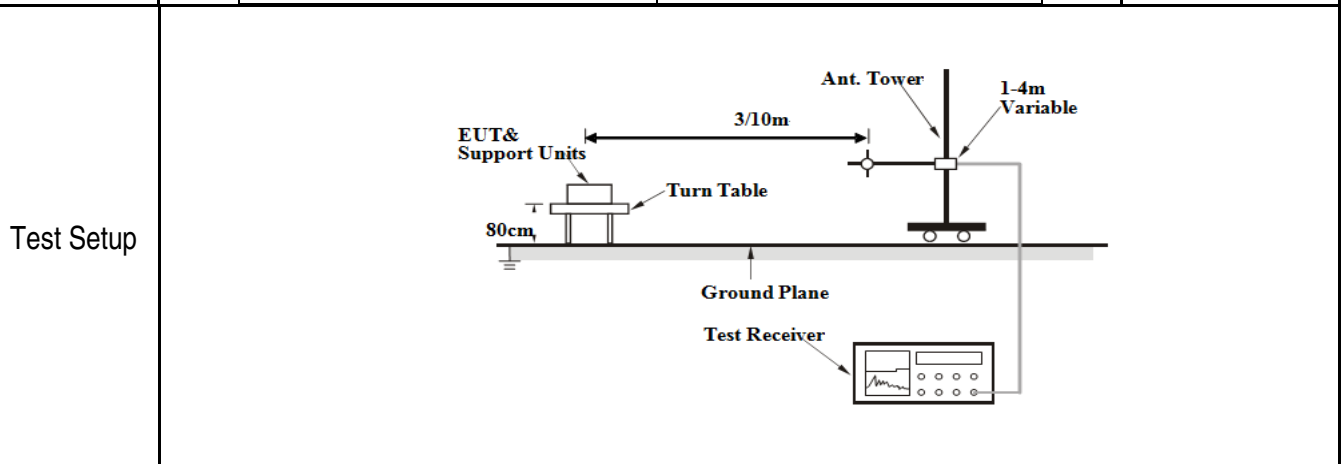 Test Setup
Ant. Tower
1-4m
Variable
3/10m
EUT&
Support Units
Turn Table
80cm
Ground Plane
Test Receiver